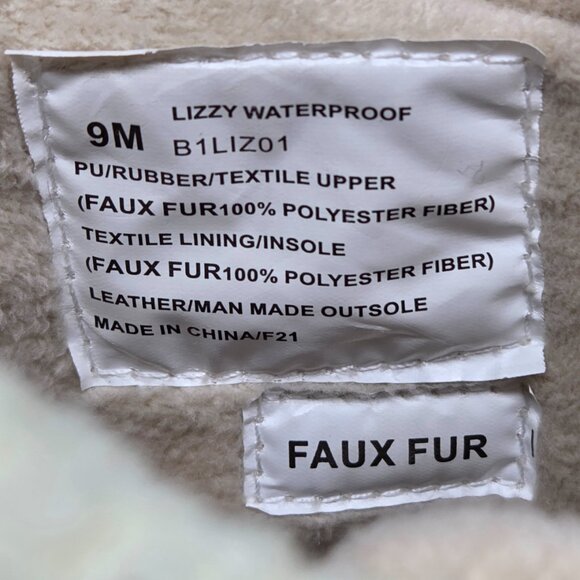 9M LIZZY WATERPROOF
B1LIZ01
PU/RUBBER/TEXTILE UPPER
(FAUX FUR100% POLYESTER FIBER)
TEXTILE LINING/INSOLE
(FAUX FUR100% POLYESTER FIBER)
LEATHER/MAN MADE OUTSOLE
MADE IN CHINA/F21
FAUX FUR